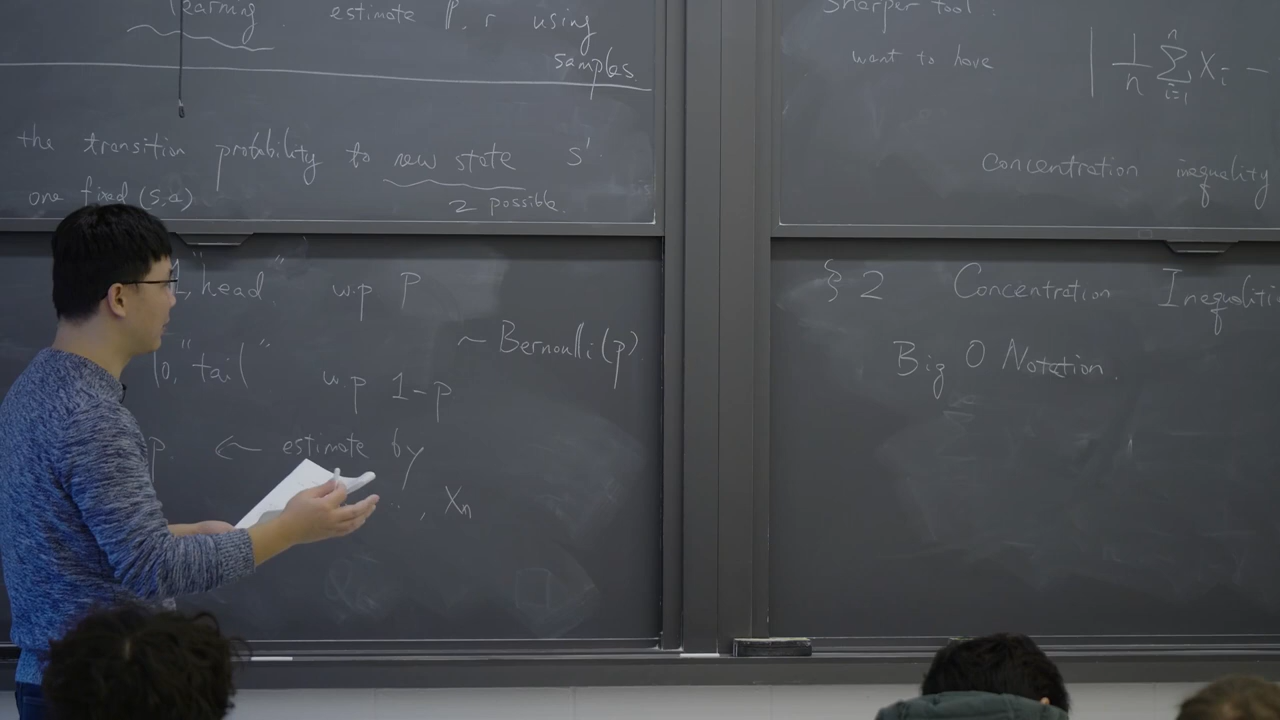 learning. estimate P, r using
samples.
the transition probability to new state s'
one fixed (s,a) 2 possible.
1, "head" w.p P
0, "tail" w.p 1-p
~ Bernoulli(p)
p. ← estimate by
, Xn
Sharper tool.
want to have | 1/n ∑ i=1 n Xi -
Concentration inequality
§ 2 Concentration Inequaliti
Big O Notation.